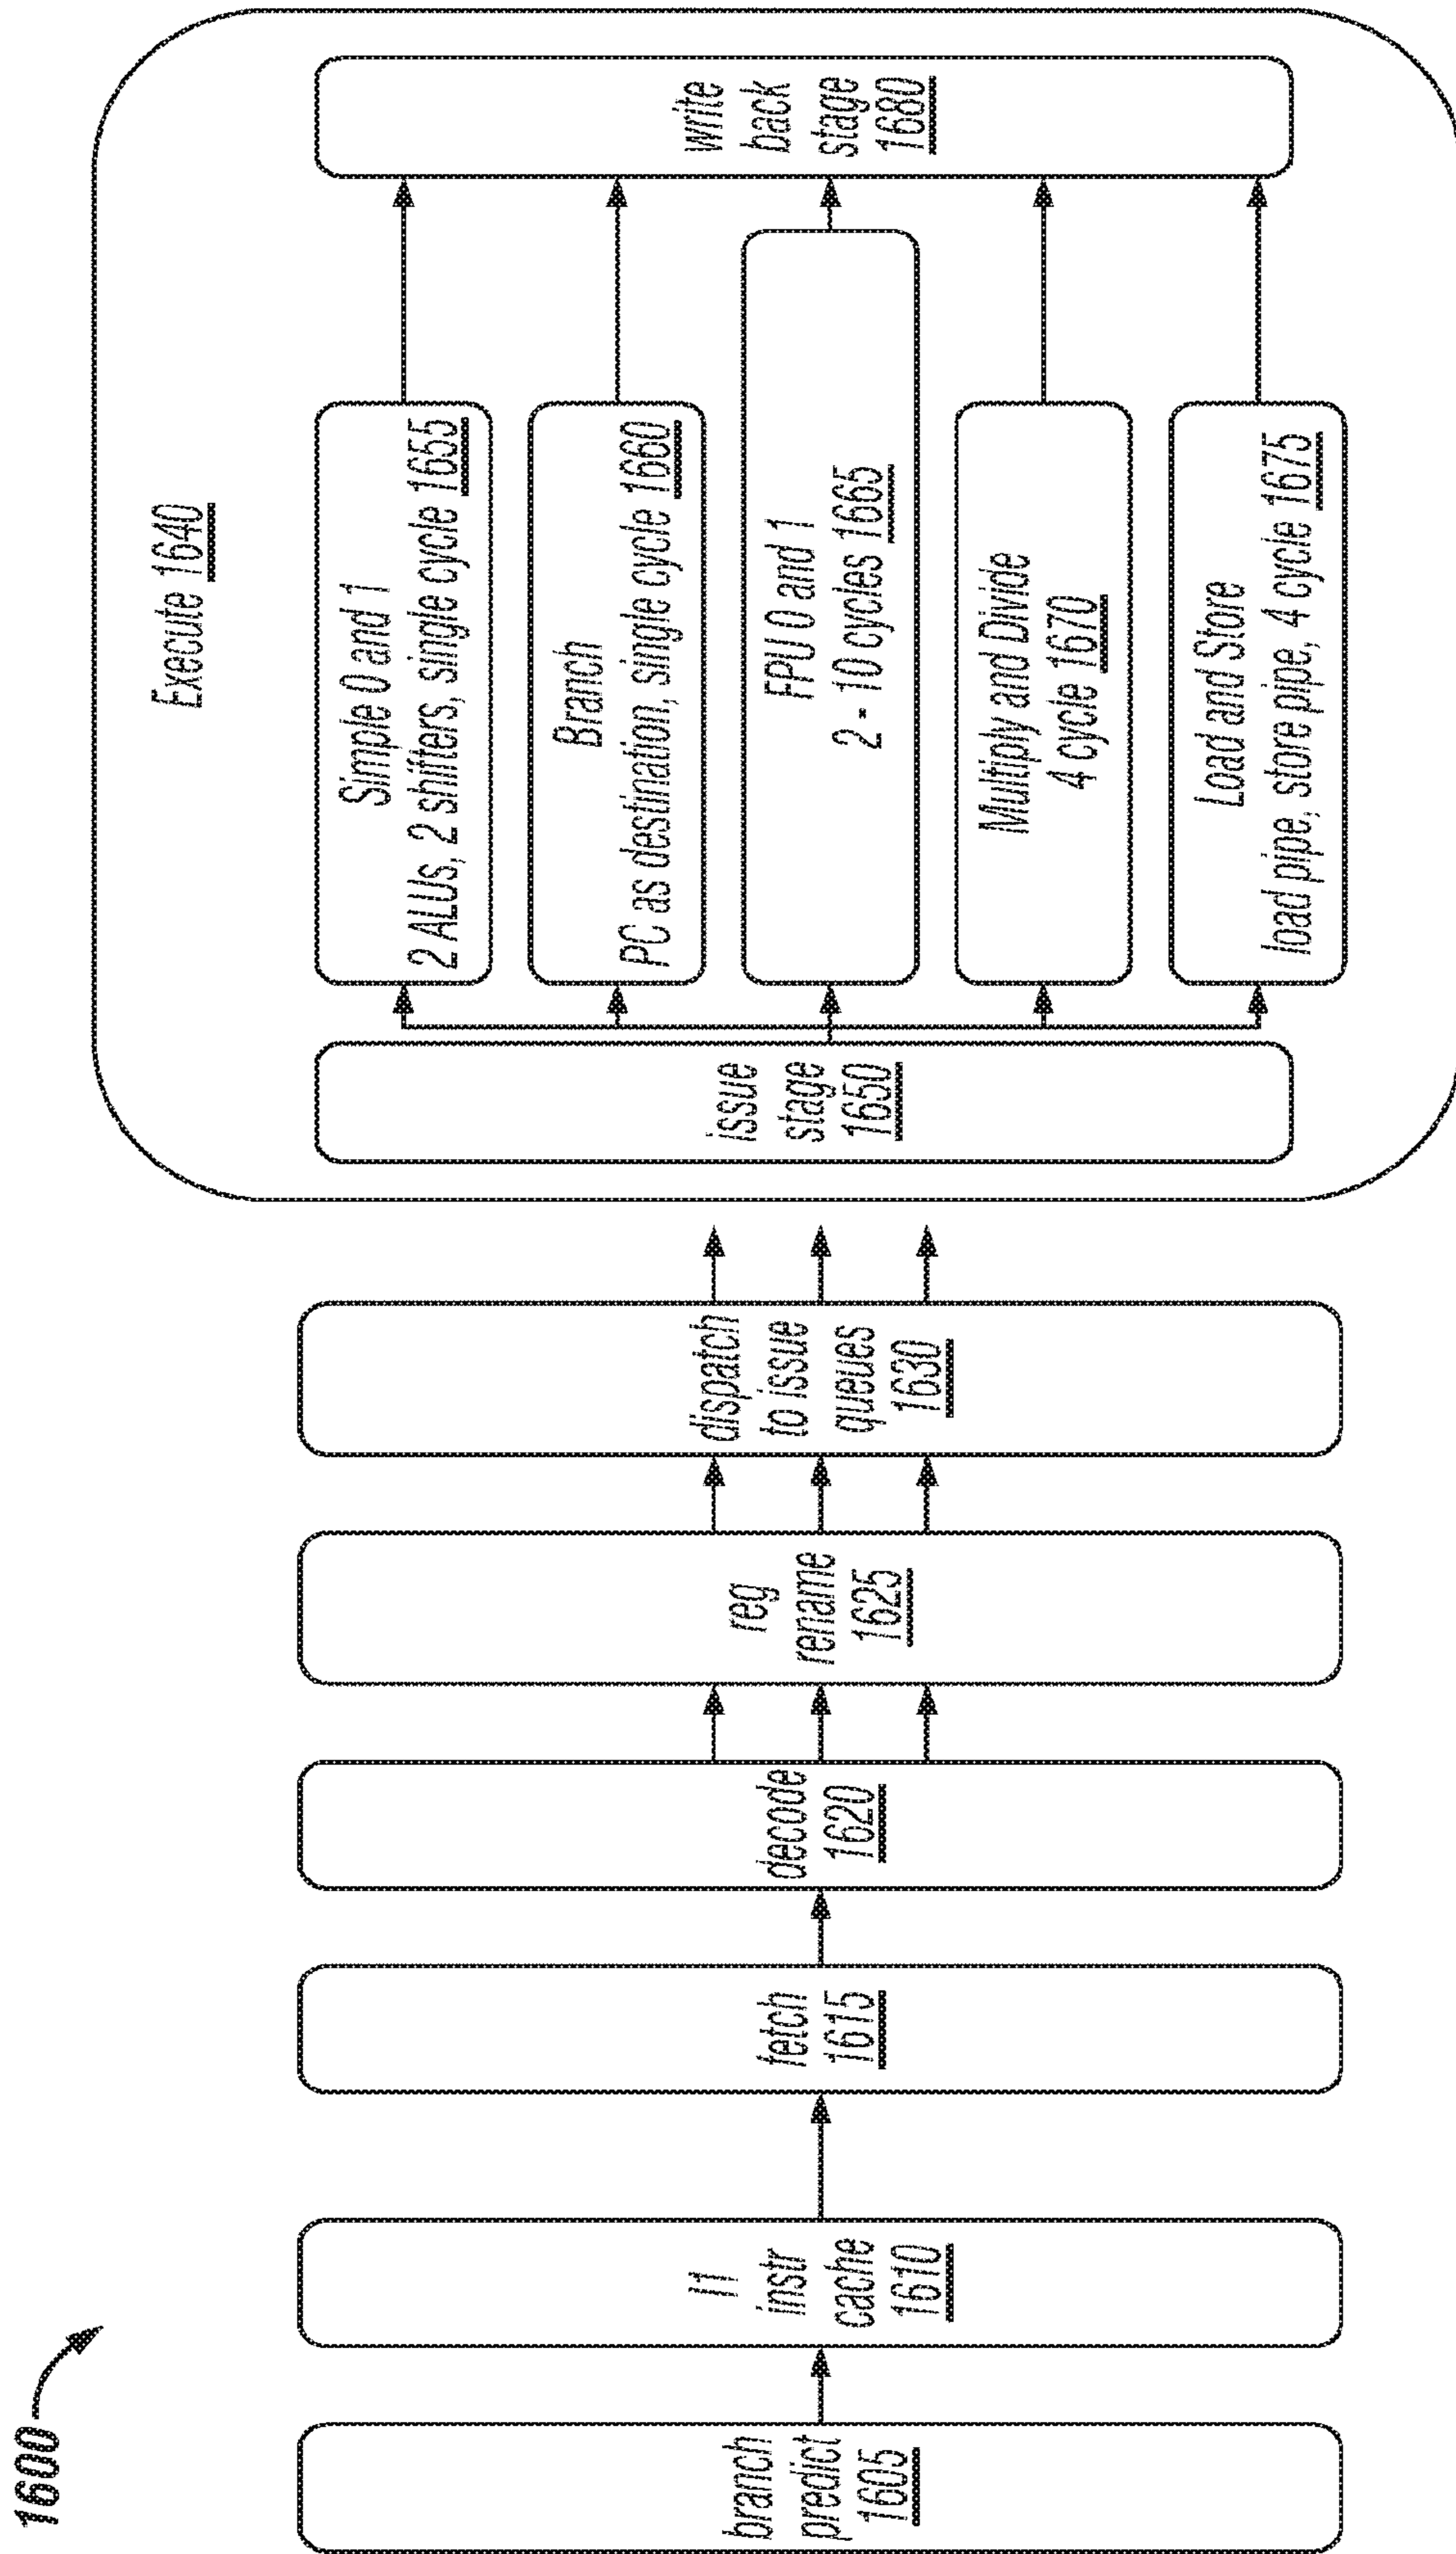 1600
branch
predict
1605
I1
instr
cache
1610
fetch
1615
decode
1620
reg
rename
1625
dispatch
to issue
queues
1630
Execute 1640
issue
stage
1650
Simple 0 and 1
2 ALUs, 2 shifters, single cycle 1655
Branch
PC as destination, single cycle 1660
FPU 0 and 1
2 - 10 cycles 1665
Multiply and Divide
4 cycle 1670
Load and Store
load pipe, store pipe, 4 cycle 1675
write
back
stage
1680